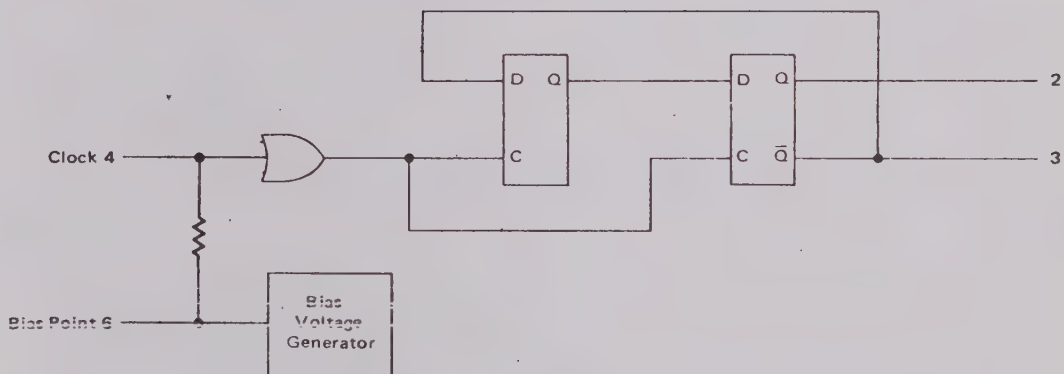 D Q
D Q
2
Clock 4
C
C Q̄
3
Bias Point 6
Bias
Voltage
Generator